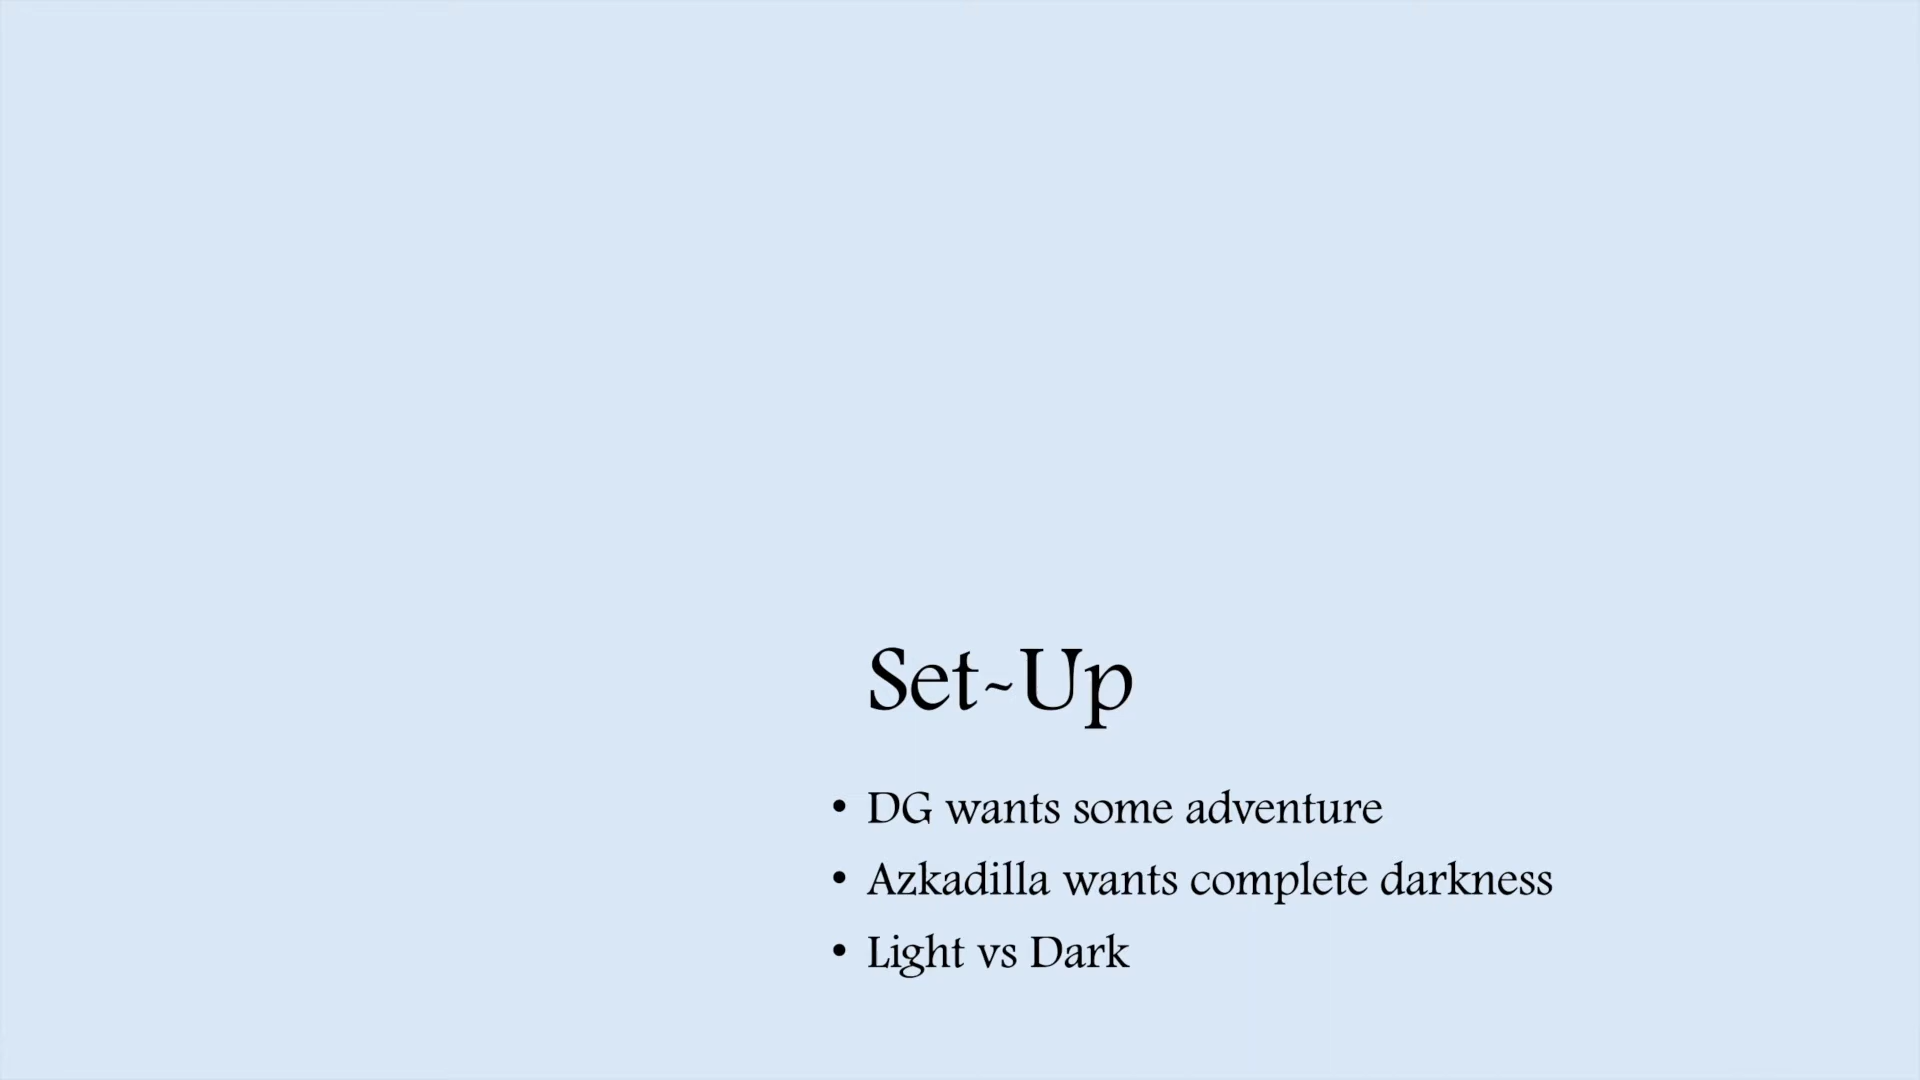 Set-Up
• DG wants some adventure
• Azkadilla wants complete darkness
• Light vs Dark